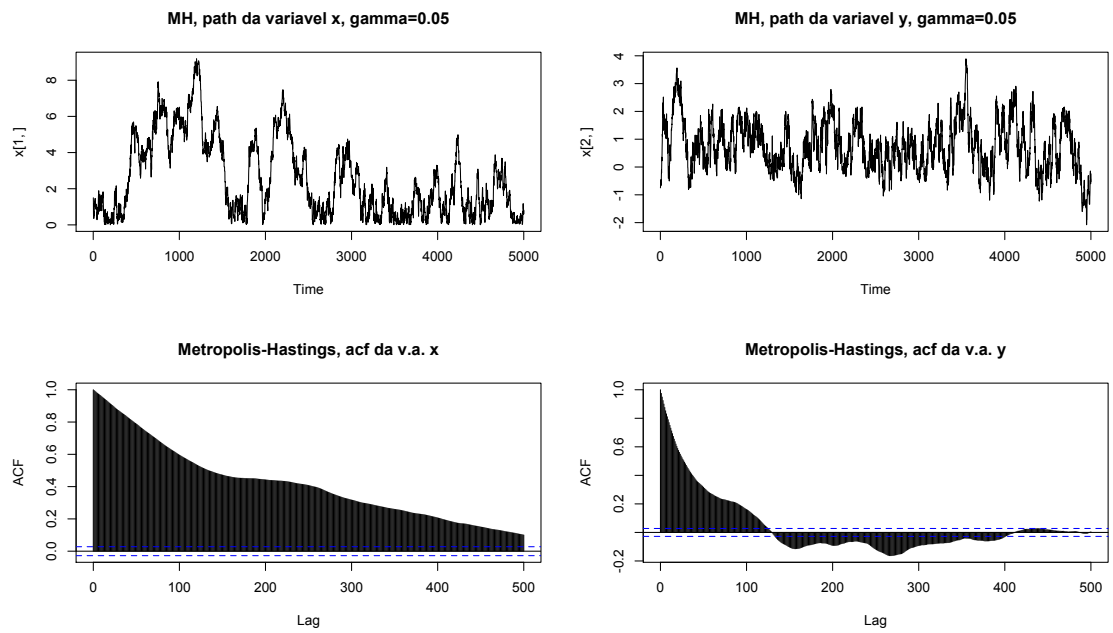 MH, path da variavel x, gamma=0.05
x[1,]
8
6
4
2
0
0 1000 2000 3000 4000 5000
Time
MH, path da variavel y, gamma=0.05
x[2,]
4
3
2
1
0
-1
-2
0 1000 2000 3000 4000 5000
Time
Metropolis-Hastings, acf da v.a. x
ACF
1.0
0.8
0.6
0.4
0.2
0.0
0 100 200 300 400 500
Lag
Metropolis-Hastings, acf da v.a. y
ACF
1.0
0.6
0.2
-0.2
0 100 200 300 400 500
Lag